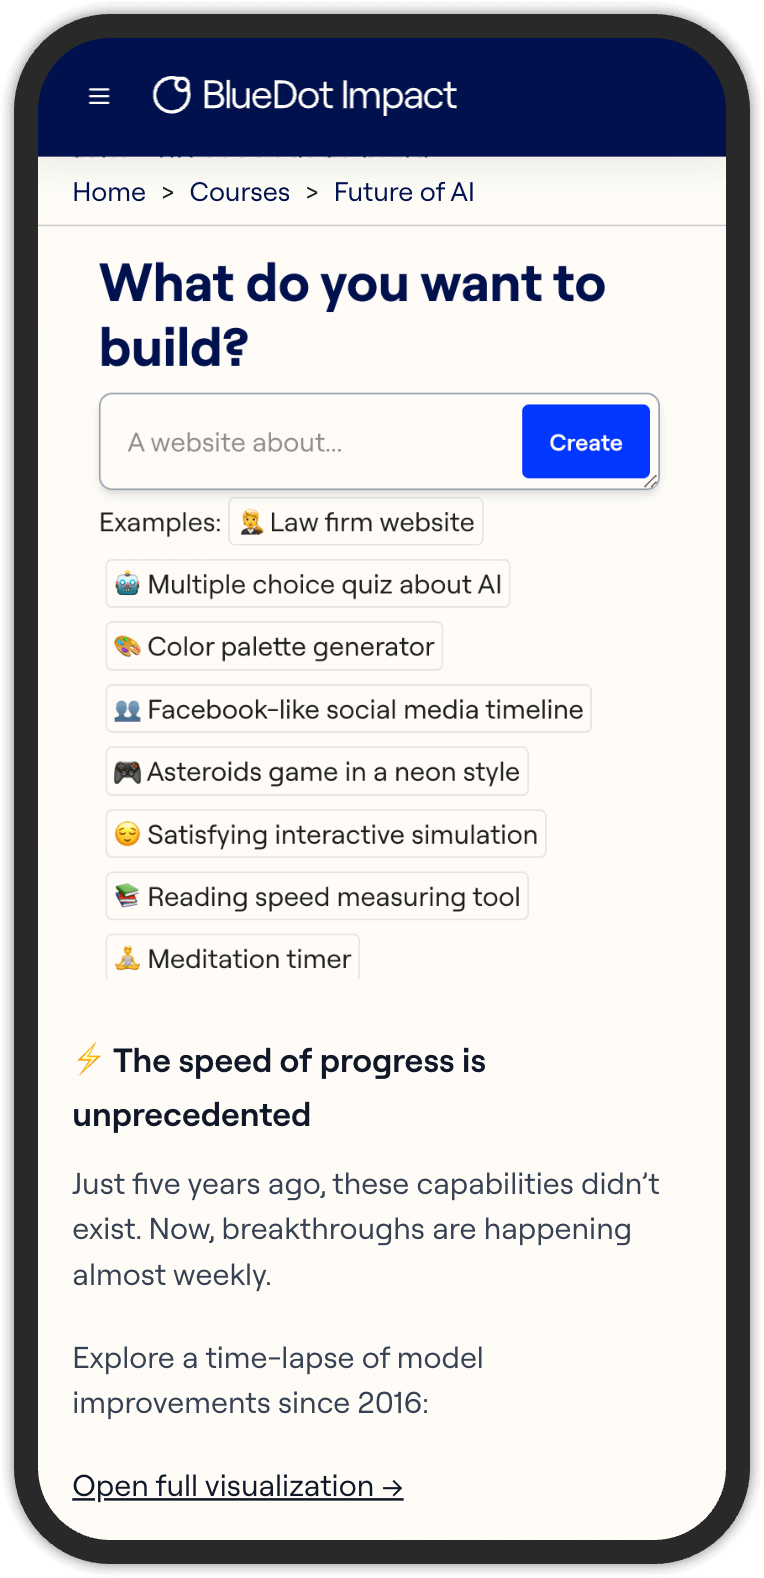 BlueDot Impact
Home > Courses > Future of AI
What do you want to
build?
A website about...
Create
Examples: 🤵 Law firm website
🤖 Multiple choice quiz about AI
🎨 Color palette generator
👥 Facebook-like social media timeline
🎮 Asteroids game in a neon style
😌 Satisfying interactive simulation
📚 Reading speed measuring tool
🧘 Meditation timer
⚡ The speed of progress is
unprecedented
Just five years ago, these capabilities didn’t
exist. Now, breakthroughs are happening
almost weekly.
Explore a time-lapse of model
improvements since 2016:
Open full visualization →